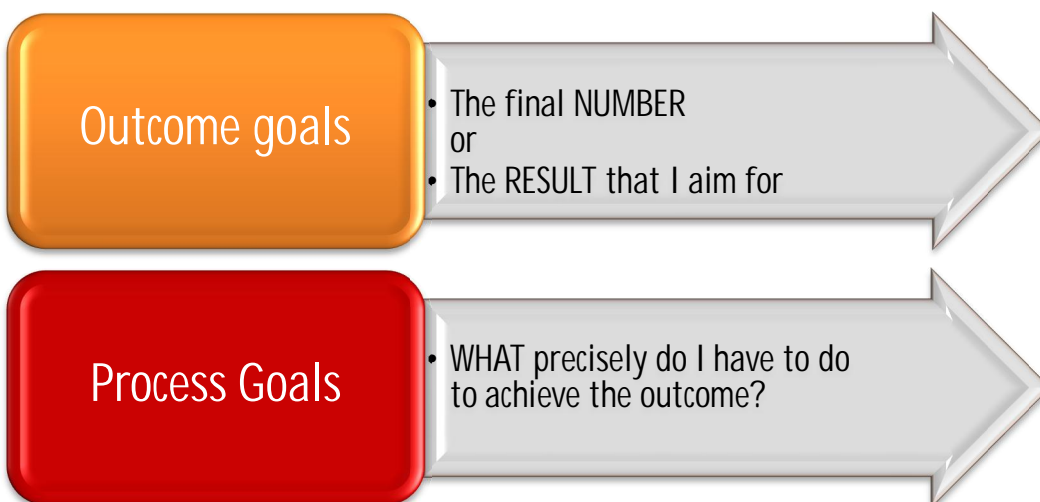 Outcome goals
• The final NUMBER
or
• The RESULT that I aim for
Process Goals
• WHAT precisely do I have to do
to achieve the outcome?